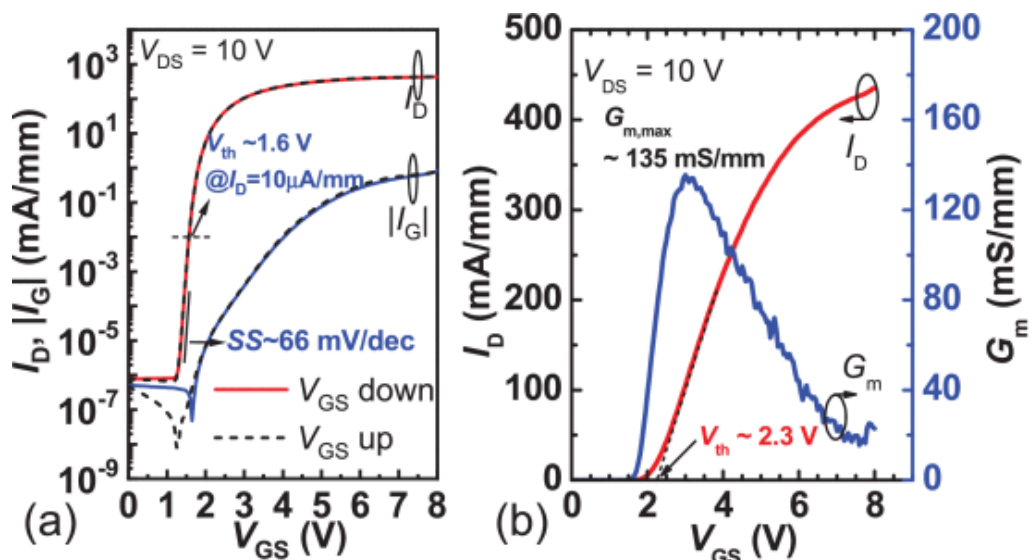 V_DS = 10 V
10^3
10^1
10^-1
10^-3
10^-5
10^-7
10^-9
I_D, |I_G| (mA/mm)
I_D
V_th ~1.6 V
@I_D=10μA/mm
|I_G|
SS~66 mV/dec
V_GS down
V_GS up
0 1 2 3 4 5 6 7 8
V_GS (V)
(a)
500
400
300
200
100
0
I_D (mA/mm)
V_DS = 10 V
G_m,max
~ 135 mS/mm
I_D
G_m
V_th ~ 2.3 V
200
160
120
80
40
0
G_m (mS/mm)
0 2 4 6 8
V_GS (V)
(b)